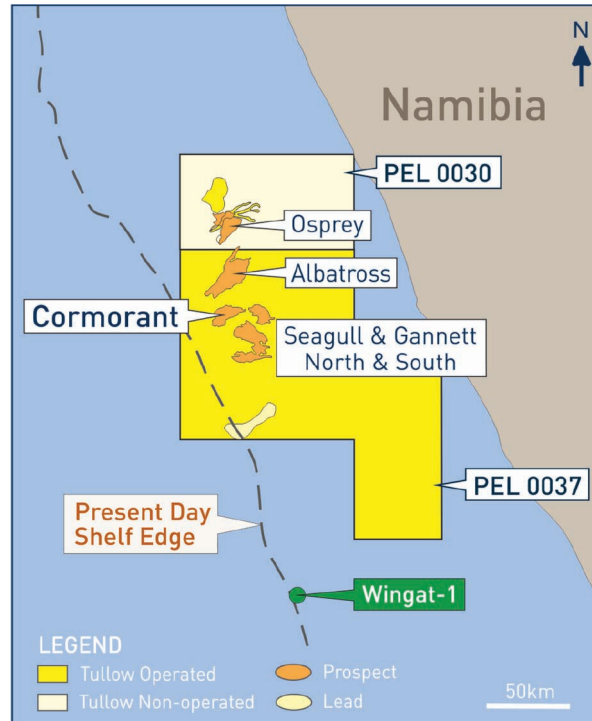 N
Namibia
PEL 0030
Osprey
Albatross
Cormorant
Seagull & Gannett
North & South
PEL 0037
Present Day
Shelf Edge
Wingat-1
LEGEND
Tullow Operated
Prospect
Tullow Non-operated
Lead
50km